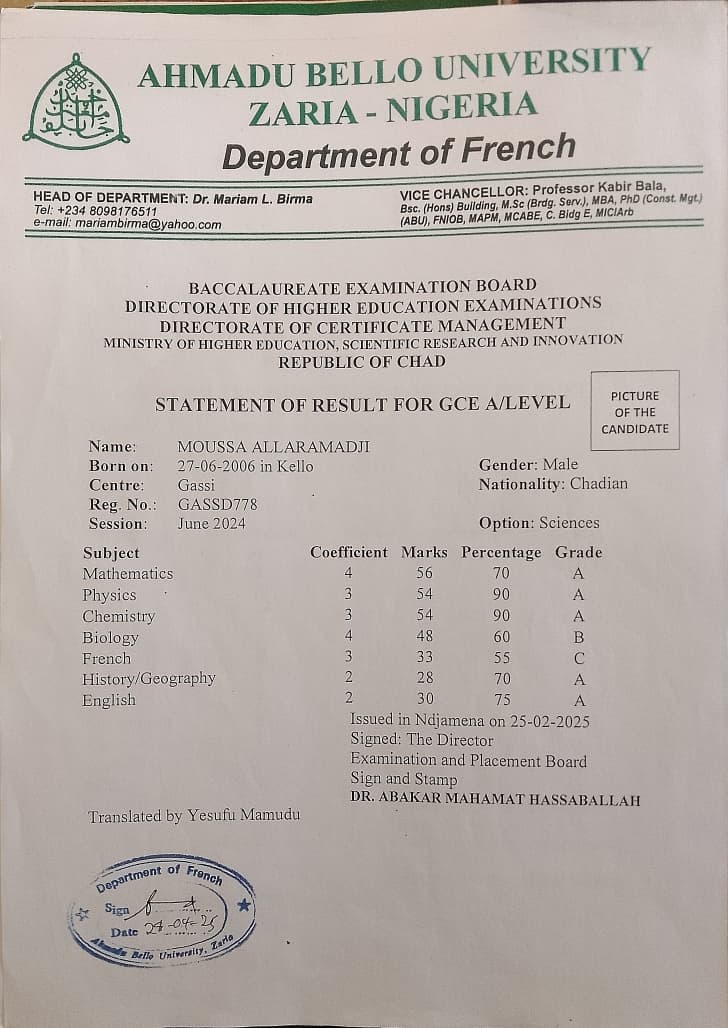 AHMADU BELLO UNIVERSITY
ZARIA - NIGERIA
Department of French
HEAD OF DEPARTMENT: Dr. Mariam L. Birma
Tel: +234 8098176511
e-mail: mariambirma@yahoo.com
VICE CHANCELLOR: Professor Kabir Bala,
Bsc. (Hons) Building, M.Sc (Brdg. Serv.), MBA, PhD (Const. Mgt.)
(ABU), FNIOB, MAPM, MCABE, C. Bldg E, MICIArb
BACCALAUREATE EXAMINATION BOARD
DIRECTORATE OF HIGHER EDUCATION EXAMINATIONS
DIRECTORATE OF CERTIFICATE MANAGEMENT
MINISTRY OF HIGHER EDUCATION, SCIENTIFIC RESEARCH AND INNOVATION
REPUBLIC OF CHAD
STATEMENT OF RESULT FOR GCE A/LEVEL
PICTURE
OF THE
CANDIDATE
Name: MOUSSA ALLARAMADJI
Born on: 27-06-2006 in Kello Gender: Male
Centre: Gassi Nationality: Chadian
Reg. No.: GASSD778
Session: June 2024 Option: Sciences
Subject Coefficient Marks Percentage Grade
Mathematics 4 56 70 A
Physics 3 54 90 A
Chemistry 3 54 90 A
Biology 4 48 60 B
French 3 33 55 C
History/Geography 2 28 70 A
English 2 30 75 A
Issued in Ndjamena on 25-02-2025
Signed: The Director
Examination and Placement Board
Sign and Stamp
DR. ABAKAR MAHAMAT HASSABALLAH
Translated by Yesufu Mamudu
Department of French
Sign
Date 24-04-25
Ahmadu Bello University, Zaria